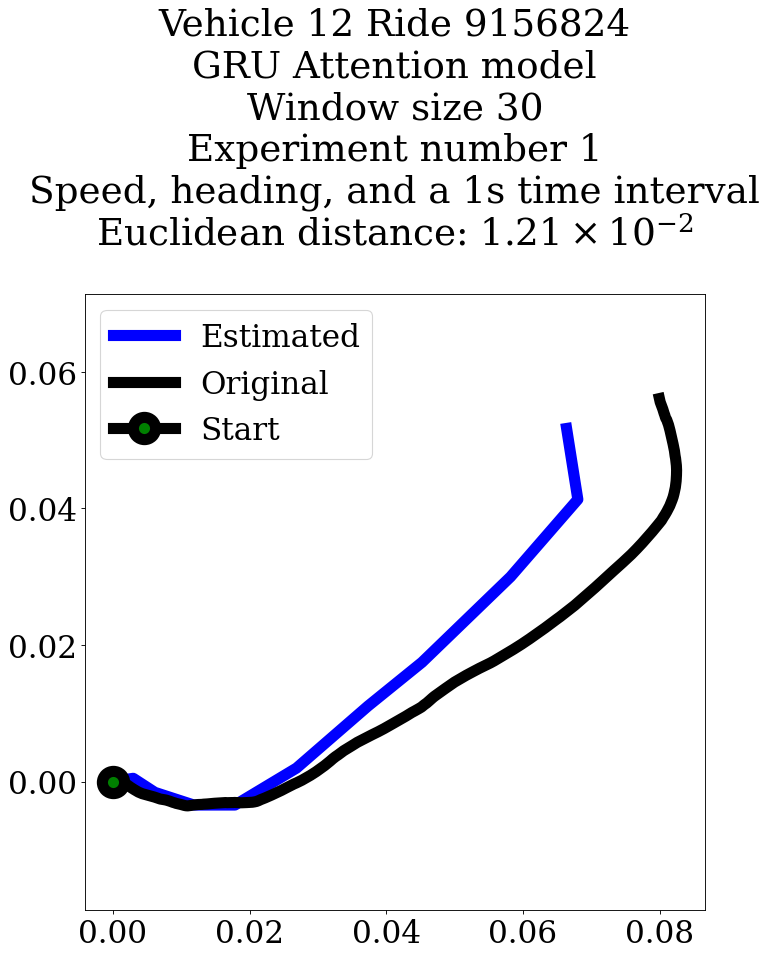 Vehicle 12 Ride 9156824
GRU Attention model
Window size 30
Experiment number 1
Speed, heading, and a 1s time interval
Euclidean distance: 1.21 × 10⁻²
Estimated
Original
Start
0.06
0.04
0.02
0.00
0.00 0.02 0.04 0.06 0.08